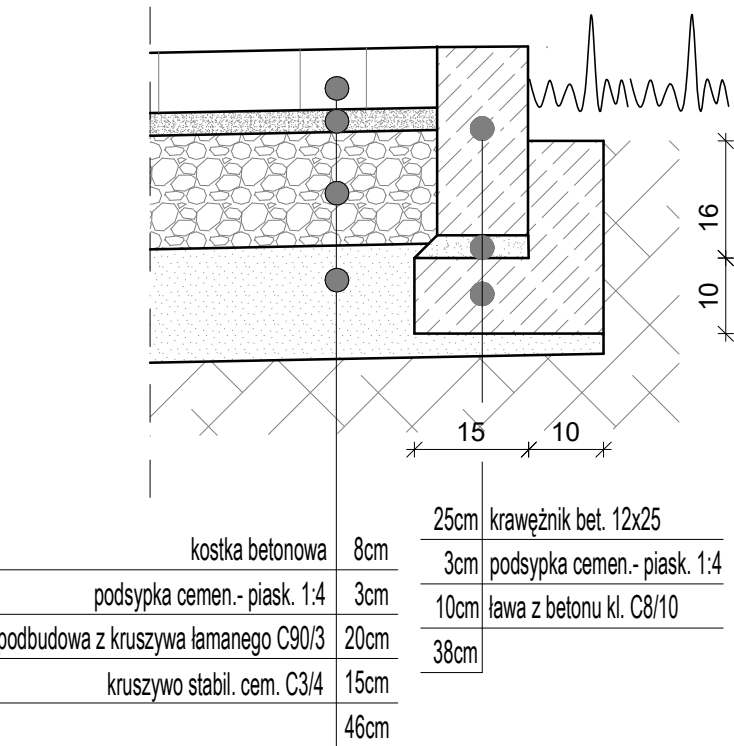 16
10
15 10
kostka betonowa 8cm
podsypka cemen.- piask. 1:4 3cm
podbudowa z kruszywa łamanego C90/3 20cm
kruszywo stabil. cem. C3/4 15cm
46cm
25cm krawężnik bet. 12x25
3cm podsypka cemen.- piask. 1:4
10cm ława z betonu kl. C8/10
38cm